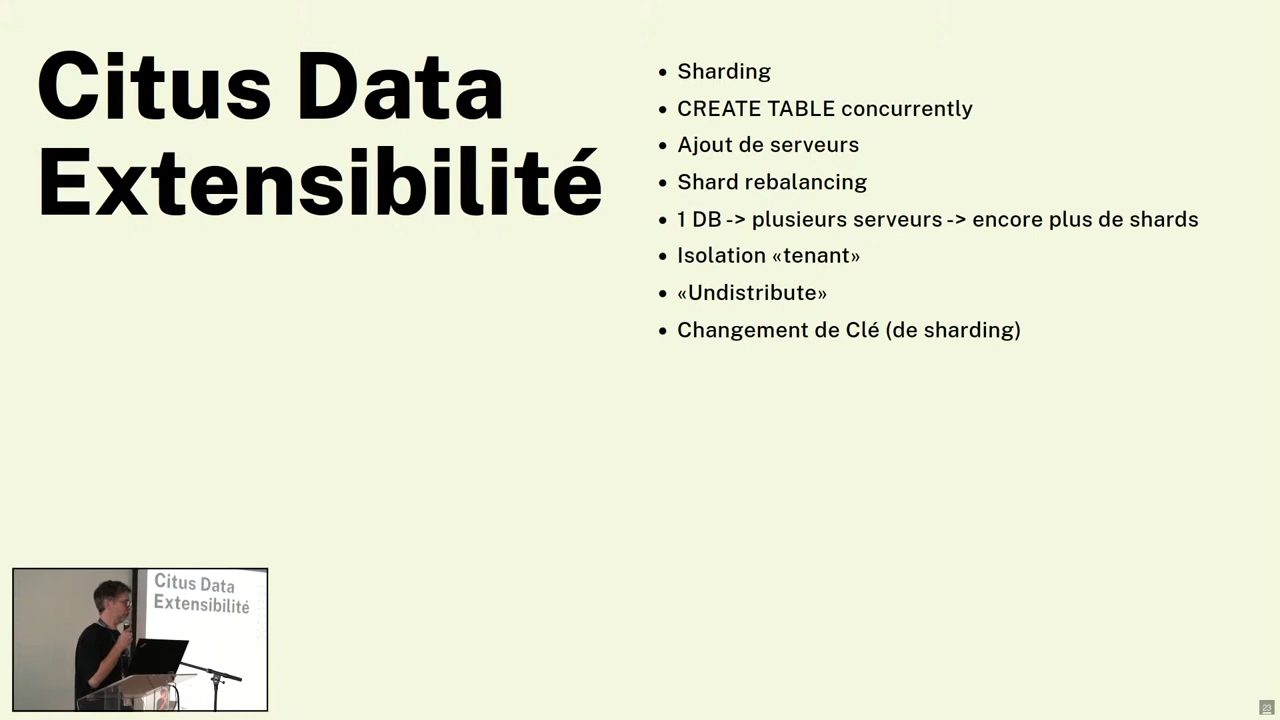 Citus Data
Extensibilité
Sharding
CREATE TABLE concurrently
Ajout de serveurs
Shard rebalancing
1 DB -> plusieurs serveurs -> encore plus de shards
Isolation «tenant»
«Undistribute»
Changement de Clé (de sharding)
Citus Data
Extensibilité
23